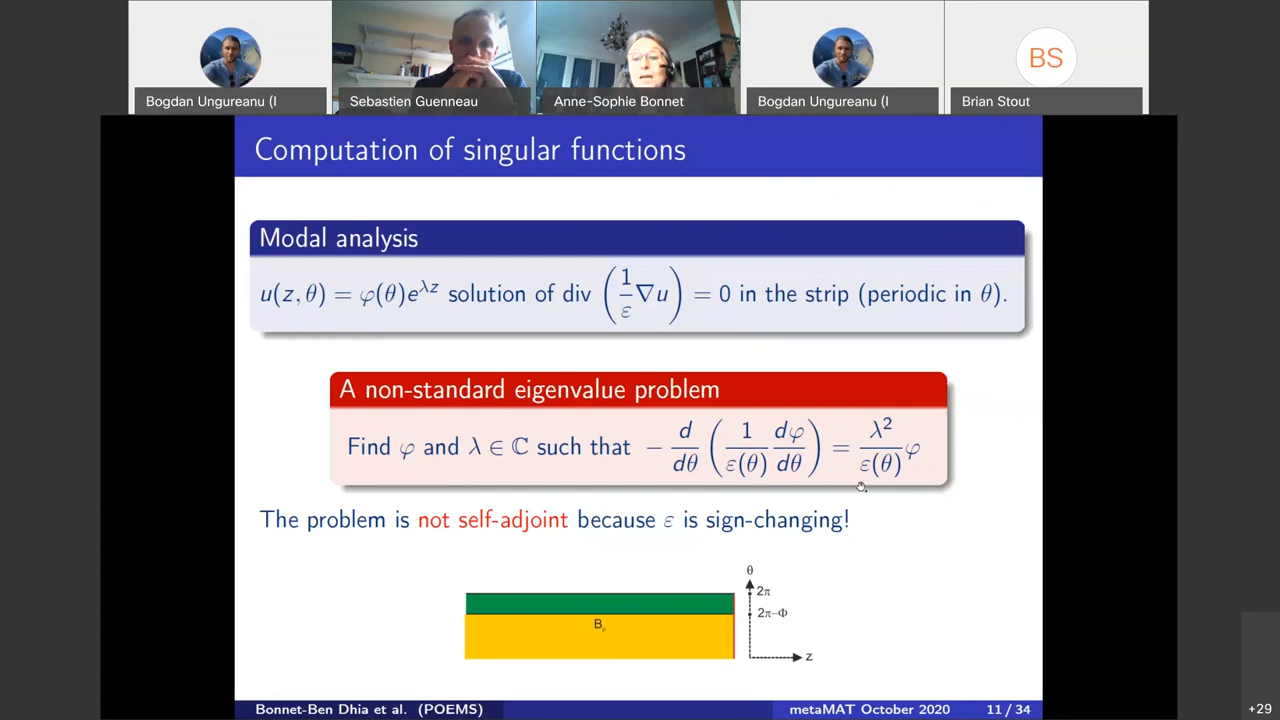 Bogdan Ungureanu (I
Sebastien Guenneau
Anne-Sophie Bonnet
Bogdan Ungureanu (I
BS
Brian Stout
Computation of singular functions
Modal analysis
u(z, θ) = φ(θ)e^{λz} solution of div (1/ε ∇u) = 0 in the strip (periodic in θ).
A non-standard eigenvalue problem
Find φ and λ ∈ ℂ such that − d/dθ (1/ε(θ) dφ/dθ) = λ²/ε(θ) φ
The problem is not self-adjoint because ε is sign-changing!
θ
2π
2π−Φ
B_ρ
z
Bonnet-Ben Dhia et al. (POEMS)
metaMAT October 2020
11 / 34
+29